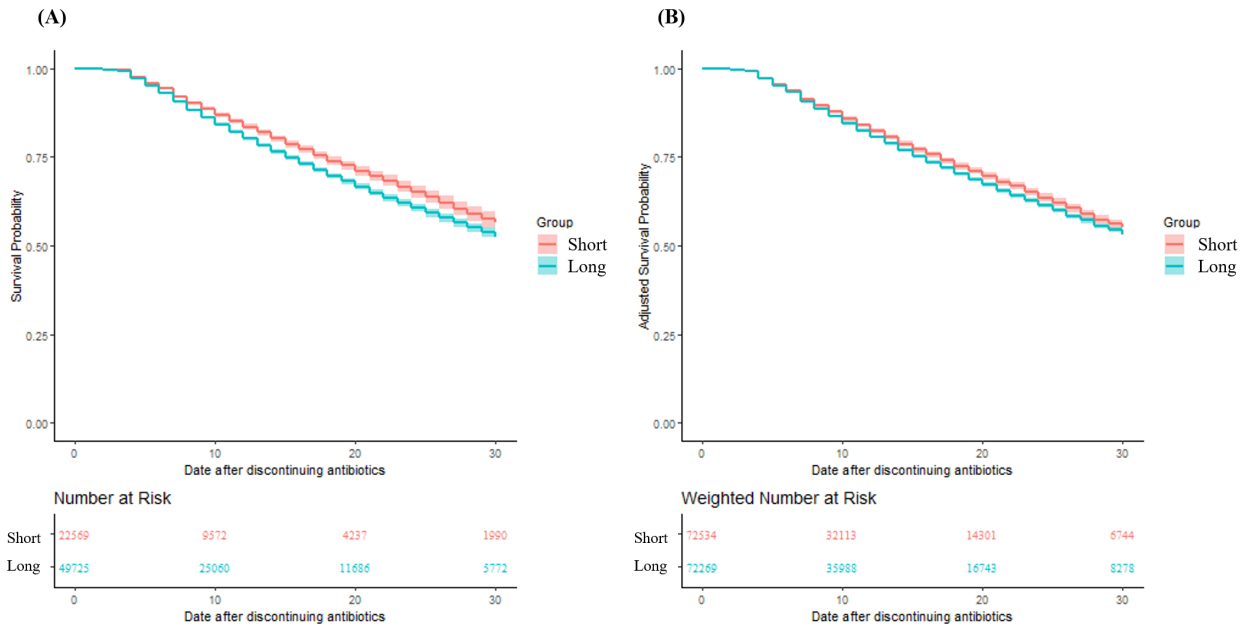 (A)
Survival Probability
1.00
0.75
0.50
0.25
0.00
0 10 20 30
Date after discontinuing antibiotics
Group
Short
Long
Number at Risk
Short 22569 9572 4237 1990
Long 49725 25060 11686 5772
0 10 20 30
Date after discontinuing antibiotics
(B)
Adjusted Survival Probability
1.00
0.75
0.50
0.25
0.00
0 10 20 30
Date after discontinuing antibiotics
Group
Short
Long
Weighted Number at Risk
Short 72534 32113 14301 6744
Long 72269 35988 16743 8278
0 10 20 30
Date after discontinuing antibiotics